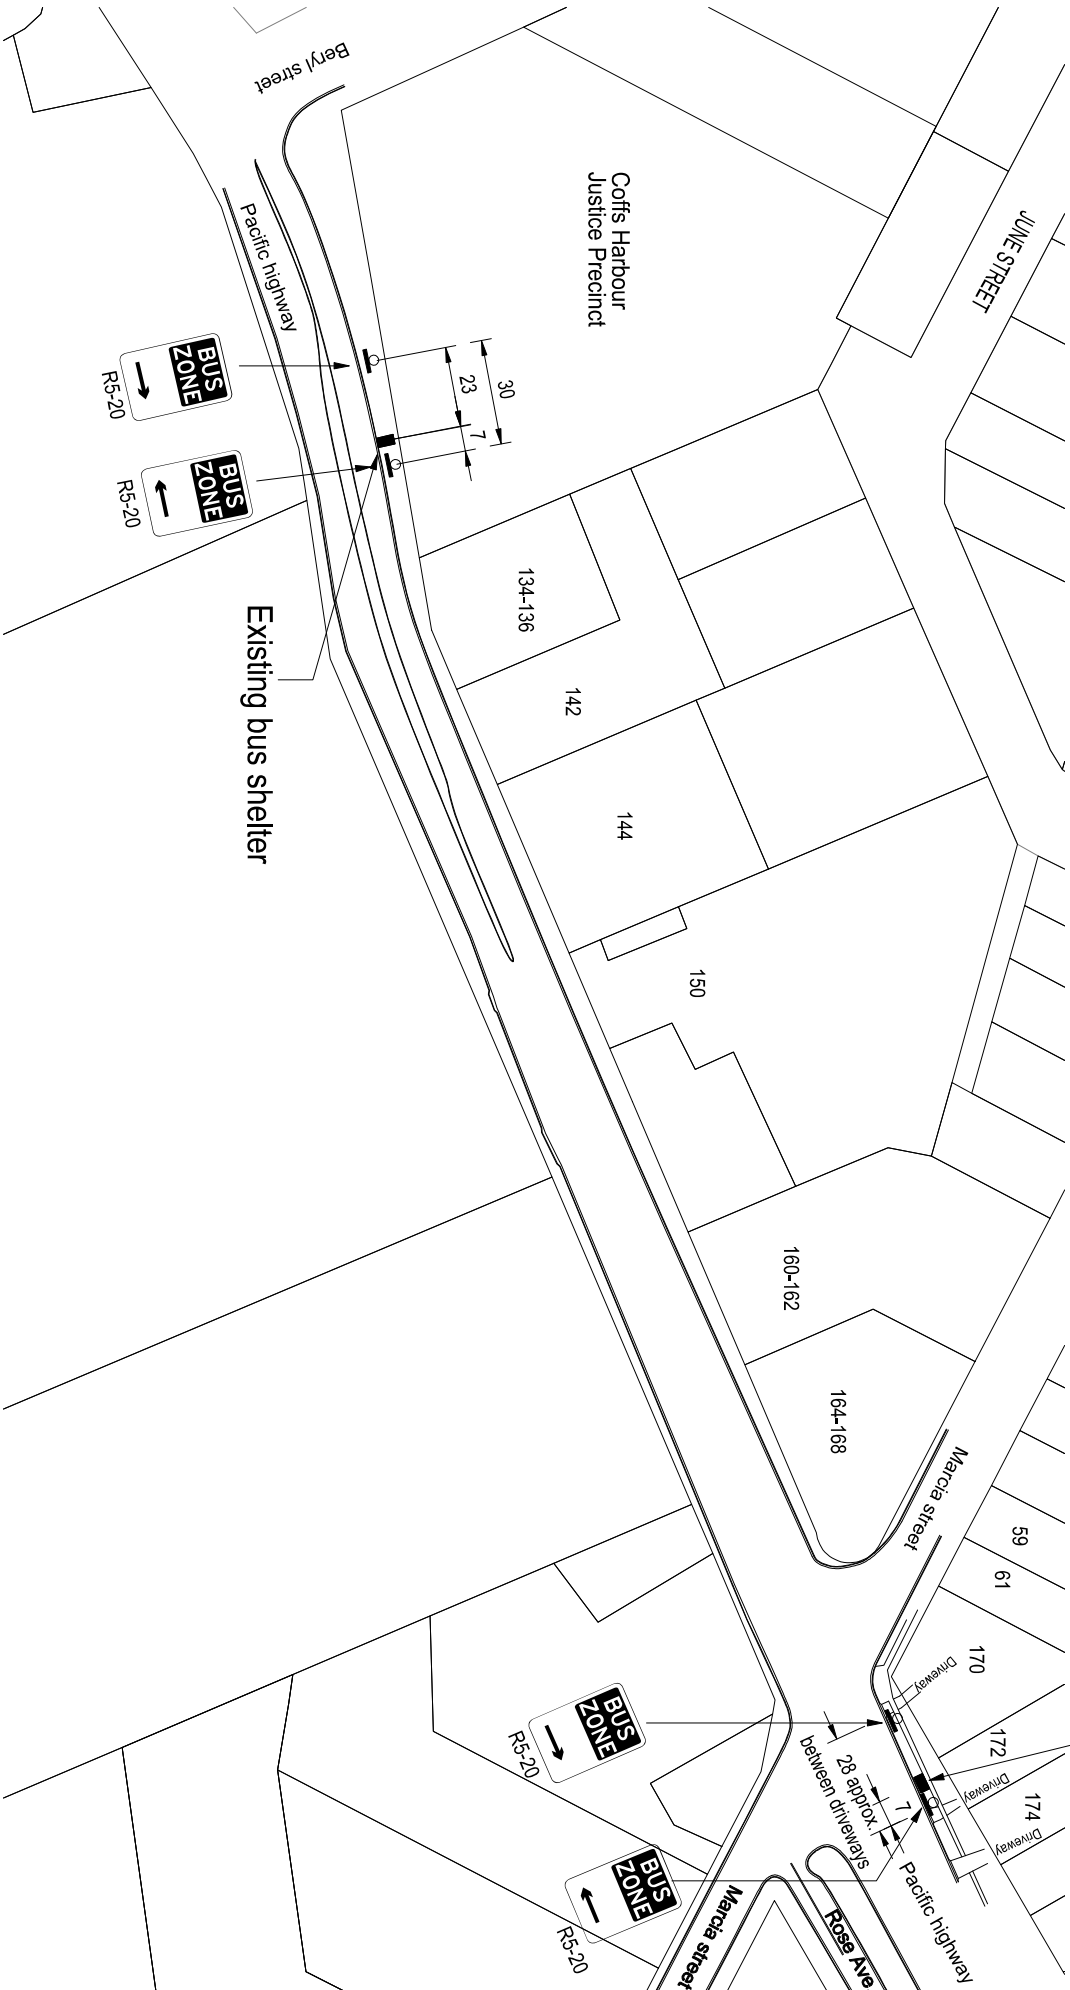 Beryl street
Pacific highway
Coffs Harbour
Justice Precinct
JUNE STREET
30
23
7
BUS
ZONE
R5-20
BUS
ZONE
R5-20
Existing bus shelter
134-136
142
144
150
160-162
164-168
Marcia street
59
61
170
Driveway
172
Driveway
174
Driveway
28 approx.
between driveways
7
BUS
ZONE
R5-20
BUS
ZONE
R5-20
Pacific highway
Rose Ave
Marcia street